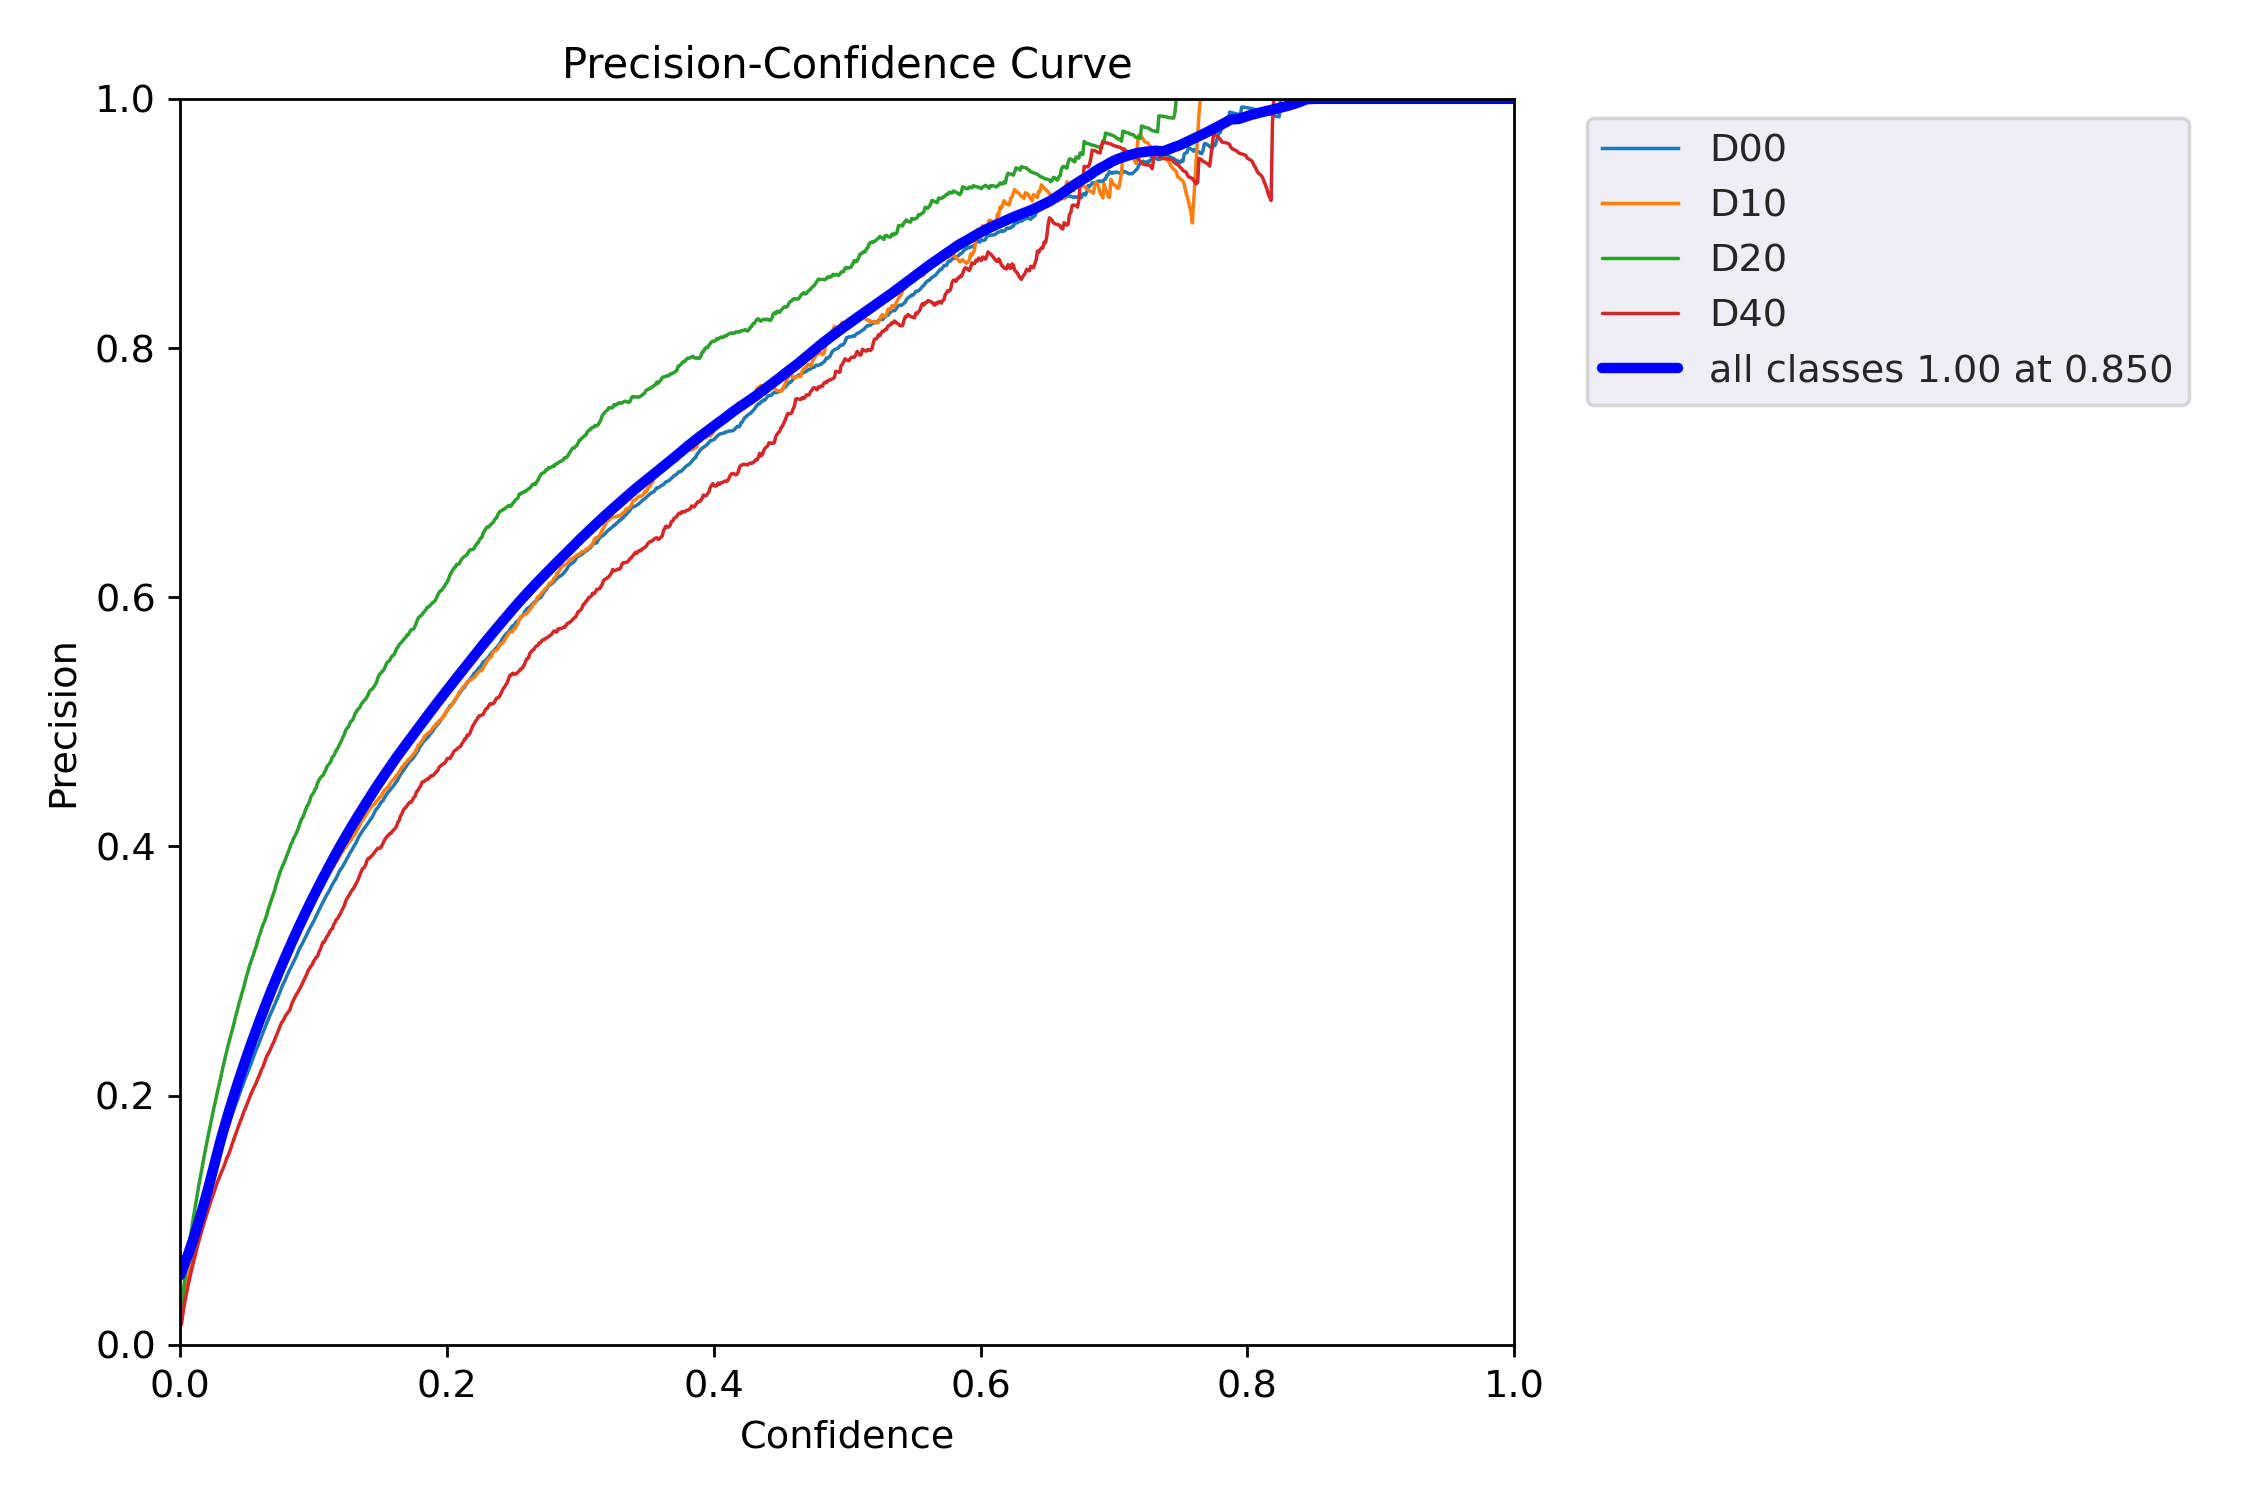 Precision-Confidence Curve
1.0
0.8
0.6
0.4
0.2
0.0
Precision
0.0 0.2 0.4 0.6 0.8 1.0
Confidence
D00
D10
D20
D40
all classes 1.00 at 0.850